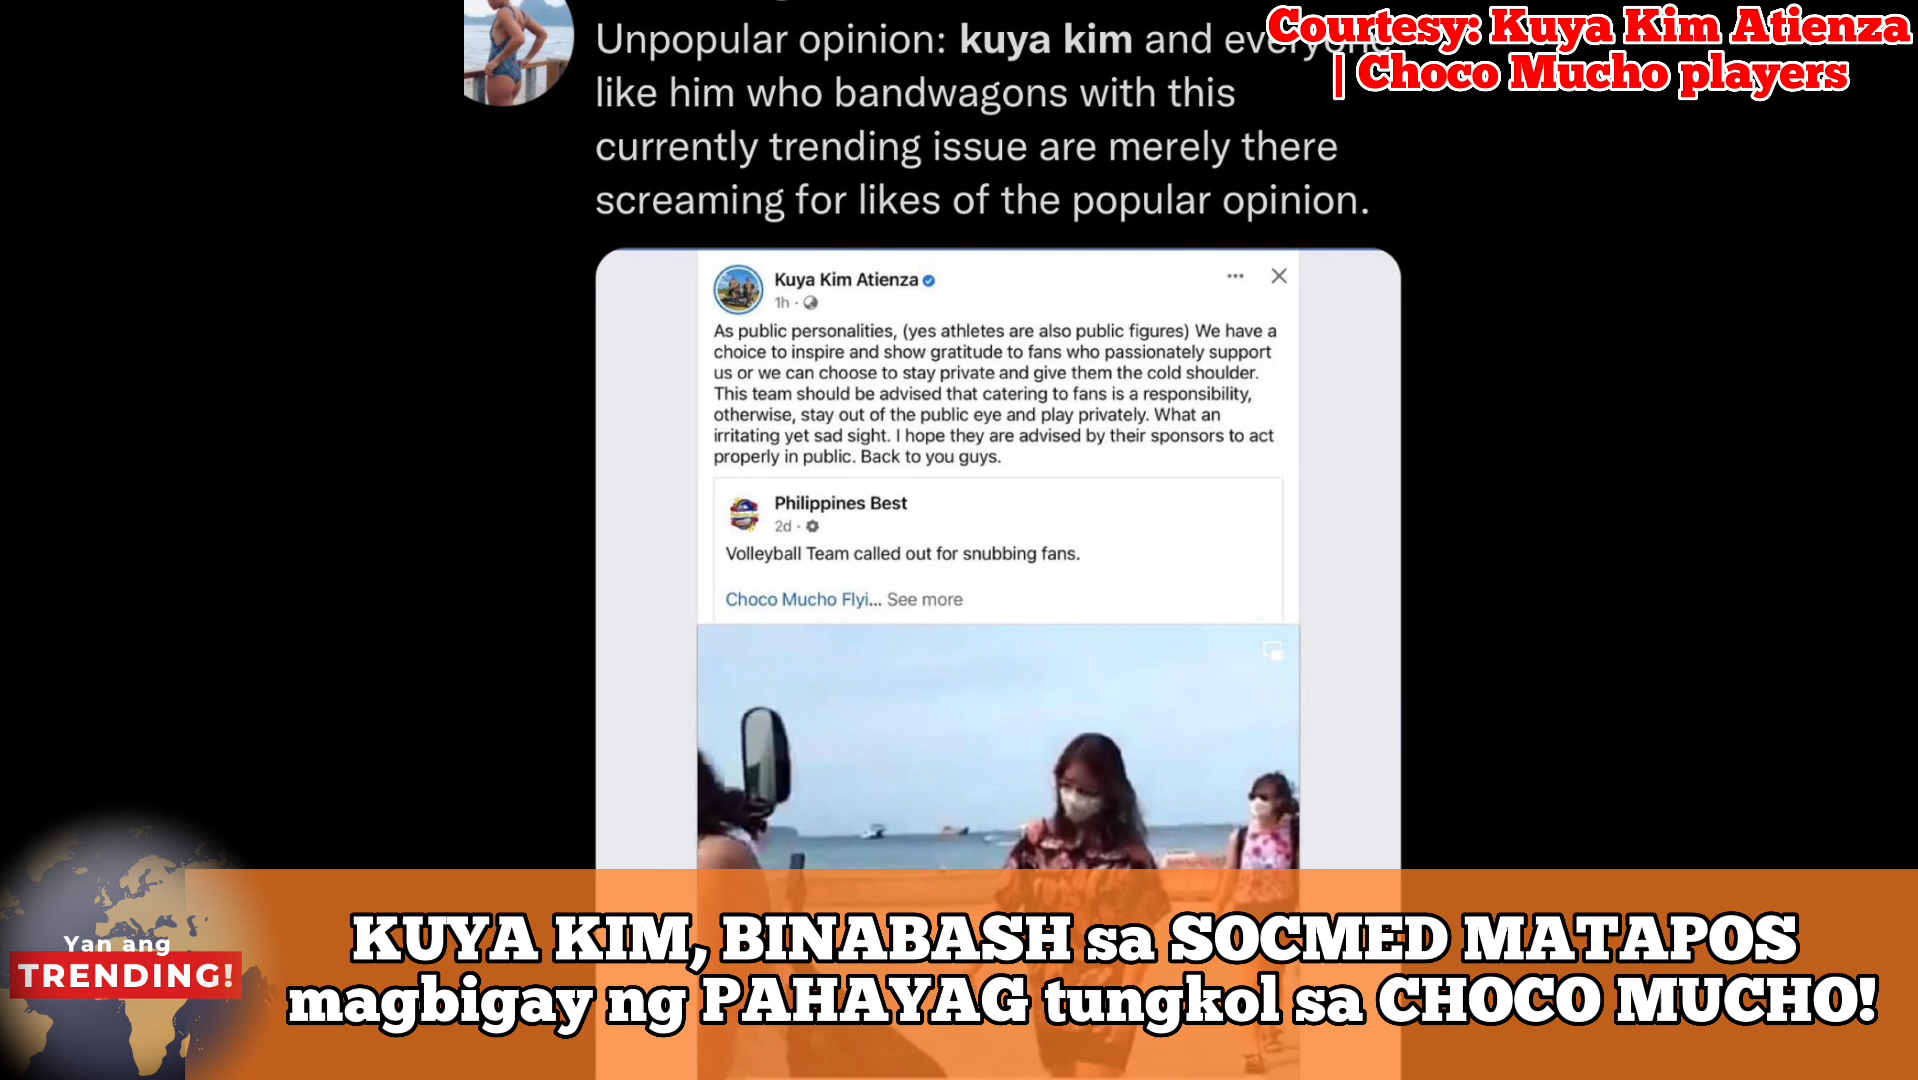 Unpopular opinion: kuya kim and everyone
like him who bandwagons with this
currently trending issue are merely there
screaming for likes of the popular opinion.
Courtesy: Kuya Kim Atienza
| Choco Mucho players
Kuya Kim Atienza
1h ·
As public personalities, (yes athletes are also public figures) We have a
choice to inspire and show gratitude to fans who passionately support
us or we can choose to stay private and give them the cold shoulder.
This team should be advised that catering to fans is a responsibility,
otherwise, stay out of the public eye and play privately. What an
irritating yet sad sight. I hope they are advised by their sponsors to act
properly in public. Back to you guys.
Philippines Best
2d ·
Volleyball Team called out for snubbing fans.
Choco Mucho Flyi... See more
Yan ang
TRENDING!
KUYA KIM, BINABASH sa SOCMED MATAPOS
magbigay ng PAHAYAG tungkol sa CHOCO MUCHO!